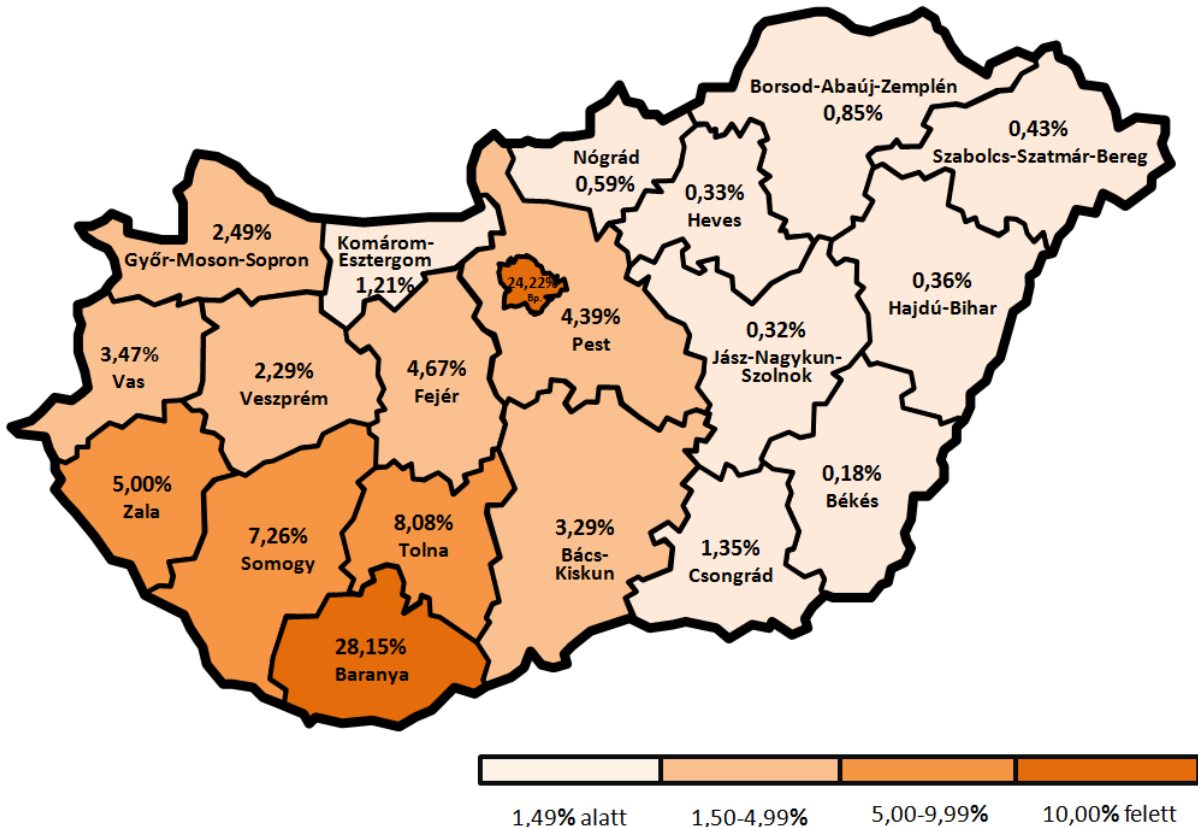 Borsod-Abaúj-Zemplén
0,85%
0,43%
Szabolcs-Szatmár-Bereg
Nógrád
0,59%
0,33%
Heves
2,49%
Győr-Moson-Sopron
Komárom-
Esztergom
1,21%
24,22%
Bp.
0,36%
Hajdú-Bihar
4,39%
Pest
0,32%
Jász-Nagykun-
Szolnok
3,47%
Vas
2,29%
Veszprém
4,67%
Fejér
5,00%
Zala
7,26%
Somogy
8,08%
Tolna
3,29%
Bács-
Kiskun
1,35%
Csongrád
0,18%
Békés
28,15%
Baranya
1,49% alatt
1,50-4,99%
5,00-9,99%
10,00% felett